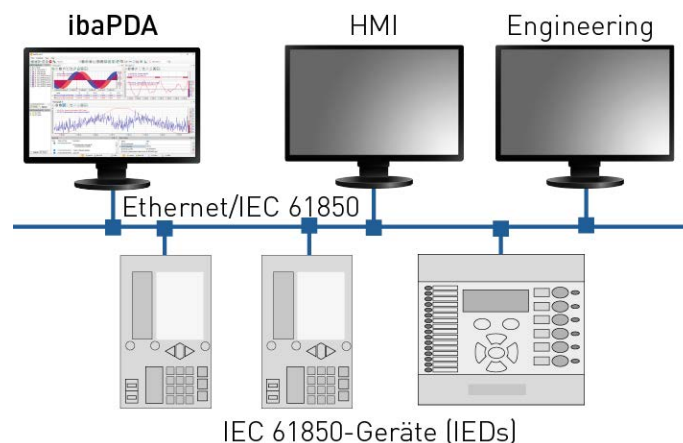 ibaPDA
HMI
Engineering
Ethernet/IEC 61850
IEC 61850-Geräte (IEDs)